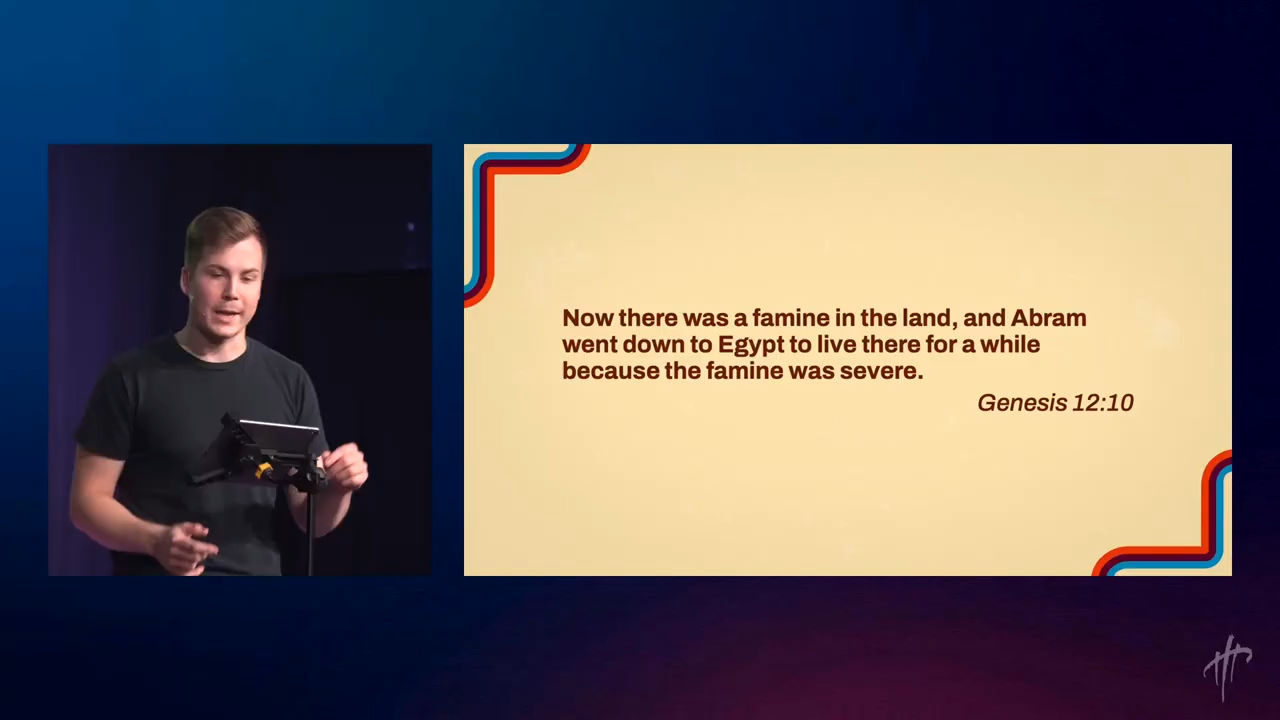 Now there was a famine in the land, and Abram
went down to Egypt to live there for a while
because the famine was severe.
Genesis 12:10